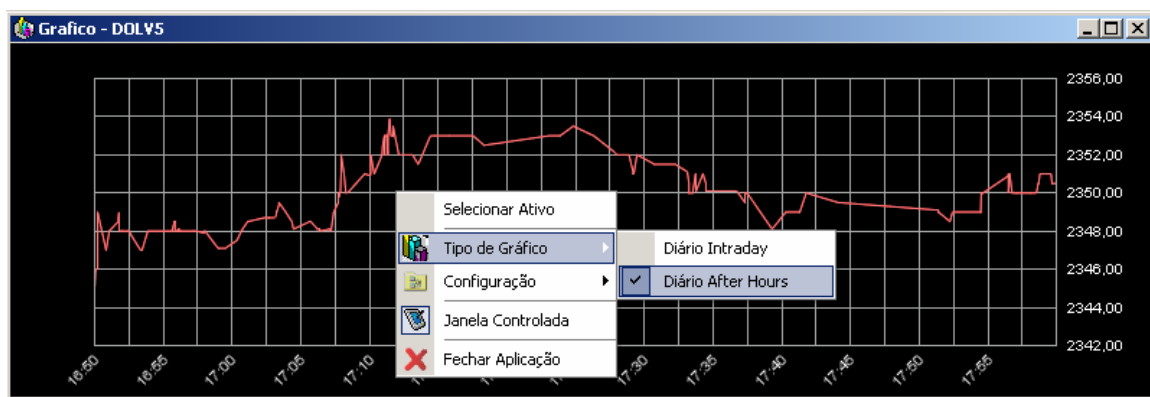 Grafico - DOLV5
2356,00
2354,00
2352,00
2350,00
2348,00
2346,00
2344,00
2342,00
Selecionar Ativo
Tipo de Gráfico
Configuração
Janela Controlada
Fechar Aplicação
Diário Intraday
Diário After Hours
16:50
16:55
17:00
17:05
17:10
17:30
17:35
17:40
17:45
17:50
17:55